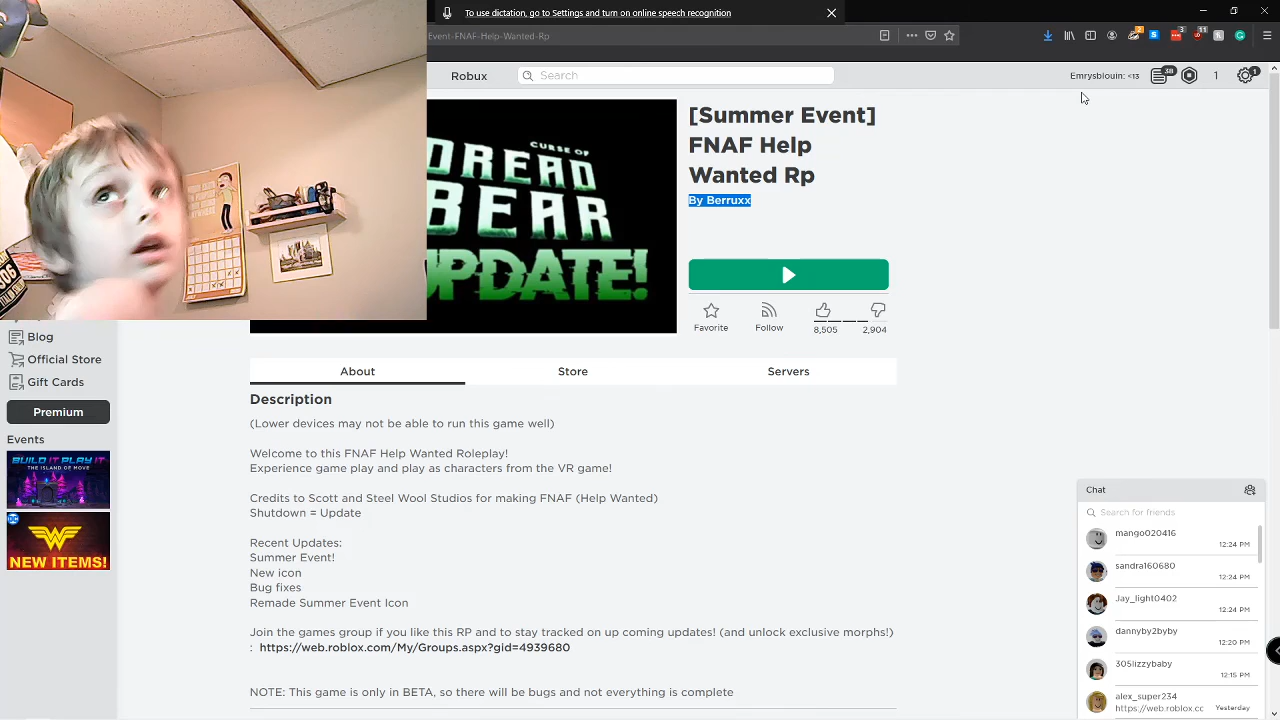 To use dictation, go to Settings and turn on online speech recognition
Event-FNAF-Help-Wanted-Rp
Robux
Search
Emrysblouin: <13
38
1
1
CURSE OF
DREAD
BEAR
UPDATE!
[Summer Event]
FNAF Help
Wanted Rp
By Berruxx
Favorite
Follow
8,505
2,904
Blog
Official Store
Gift Cards
Premium
Events
BUILD IT PLAY IT
THE ISLAND OF MOVE
DC
NEW ITEMS!
About
Store
Servers
Description
(Lower devices may not be able to run this game well)
Welcome to this FNAF Help Wanted Roleplay!
Experience game play and play as characters from the VR game!
Credits to Scott and Steel Wool Studios for making FNAF (Help Wanted)
Shutdown = Update
Recent Updates:
Summer Event!
New icon
Bug fixes
Remade Summer Event Icon
Join the games group if you like this RP and to stay tracked on up coming updates! (and unlock exclusive morphs!)
: https://web.roblox.com/My/Groups.aspx?gid=4939680
NOTE: This game is only in BETA, so there will be bugs and not everything is complete
Chat
Search for friends
mango020416
12:24 PM
sandra160680
12:24 PM
Jay_light0402
12:24 PM
dannyby2byby
12:20 PM
305lizzybaby
12:15 PM
alex_super234
https://web.roblox.cc
Yesterday